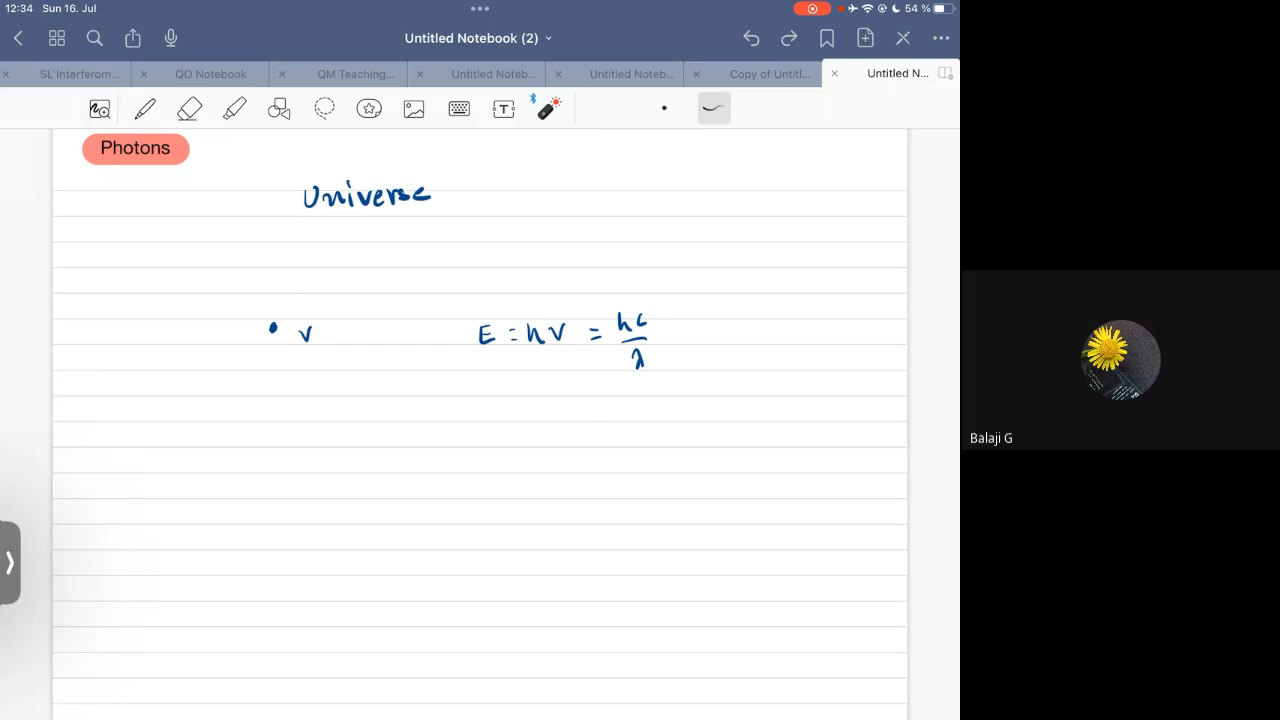 12:34 Sun 16. Jul
54 %
Untitled Notebook (2)
SL Interferom...
QO Notebook
QM Teaching...
Untitled Noteb...
Untitled Noteb...
Copy of Untitl...
Untitled N...
T
Photons
Universe
ν E = hν = hc/λ
Balaji G